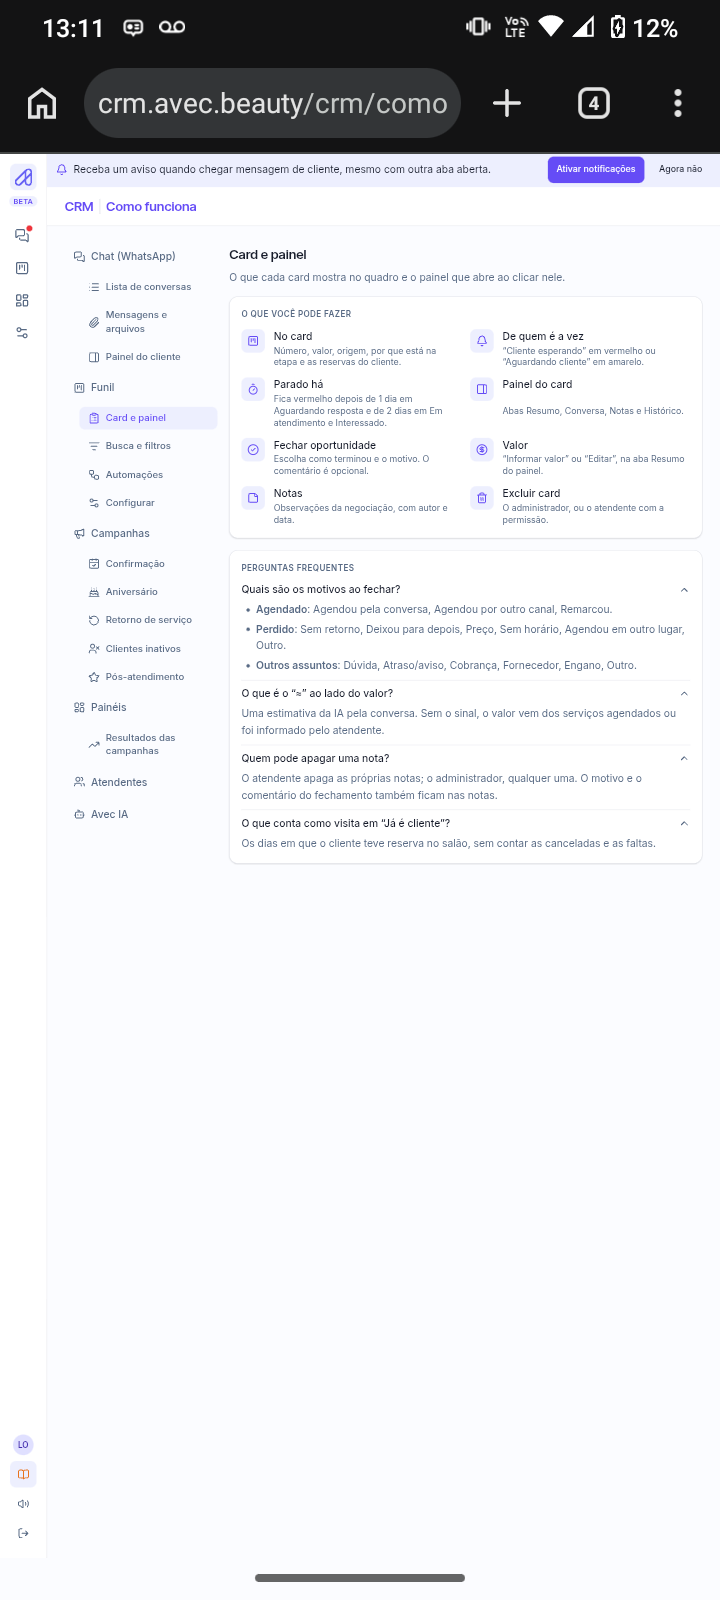 13:11
Vo
LTE
12%
crm.avec.beauty/crm/como
4
BETA
Receba um aviso quando chegar mensagem de cliente, mesmo com outra aba aberta.
Ativar notificações
Agora não
CRM
Como funciona
Chat (WhatsApp)
Lista de conversas
Mensagens e
arquivos
Painel do cliente
Funil
Card e painel
Busca e filtros
Automações
Configurar
Campanhas
Confirmação
Aniversário
Retorno de serviço
Clientes inativos
Pós-atendimento
Painéis
Resultados das
campanhas
Atendentes
Avec IA
LO
Card e painel
O que cada card mostra no quadro e o painel que abre ao clicar nele.
O QUE VOCÊ PODE FAZER
No card
Número, valor, origem, por que está na
etapa e as reservas do cliente.
De quem é a vez
“Cliente esperando” em vermelho ou
“Aguardando cliente” em amarelo.
Parado há
Fica vermelho depois de 1 dia em
Aguardando resposta e de 2 dias em Em
atendimento e Interessado.
Painel do card
Abas Resumo, Conversa, Notas e Histórico.
Fechar oportunidade
Escolha como terminou e o motivo. O
comentário é opcional.
Valor
“Informar valor” ou “Editar”, na aba Resumo
do painel.
Notas
Observações da negociação, com autor e
data.
Excluir card
O administrador, ou o atendente com a
permissão.
PERGUNTAS FREQUENTES
Quais são os motivos ao fechar?
• Agendado: Agendou pela conversa, Agendou por outro canal, Remarcou.
• Perdido: Sem retorno, Deixou para depois, Preço, Sem horário, Agendou em outro lugar,
Outro.
• Outros assuntos: Dúvida, Atraso/aviso, Cobrança, Fornecedor, Engano, Outro.
O que é o “≈” ao lado do valor?
Uma estimativa da IA pela conversa. Sem o sinal, o valor vem dos serviços agendados ou
foi informado pelo atendente.
Quem pode apagar uma nota?
O atendente apaga as próprias notas; o administrador, qualquer uma. O motivo e o
comentário do fechamento também ficam nas notas.
O que conta como visita em “Já é cliente”?
Os dias em que o cliente teve reserva no salão, sem contar as canceladas e as faltas.